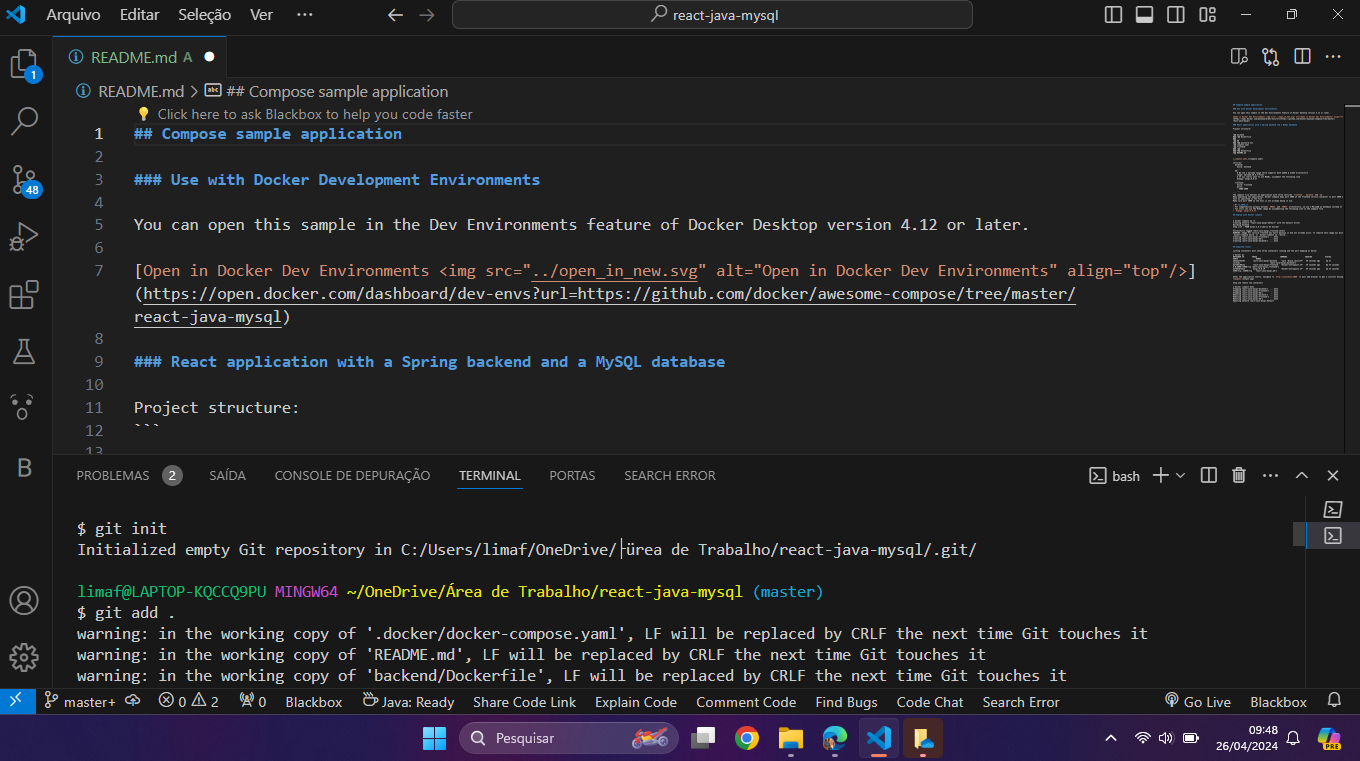 Arquivo Editar Seleção Ver ··· react-java-mysql
README.md A
README.md > ## Compose sample application
Click here to ask Blackbox to help you code faster
1 ## Compose sample application
2
3 ### Use with Docker Development Environments
4
5 You can open this sample in the Dev Environments feature of Docker Desktop version 4.12 or later.
6
7 [Open in Docker Dev Environments <img src="../open_in_new.svg" alt="Open in Docker Dev Environments" align="top"/>]
(https://open.docker.com/dashboard/dev-envs?url=https://github.com/docker/awesome-compose/tree/master/
react-java-mysql)
8
9 ### React application with a Spring backend and a MySQL database
10
11 Project structure:
12 ```
13
PROBLEMAS 2 SAÍDA CONSOLE DE DEPURAÇÃO TERMINAL PORTAS SEARCH ERROR bash
$ git init
Initialized empty Git repository in C:/Users/limaf/OneDrive/├ürea de Trabalho/react-java-mysql/.git/
limaf@LAPTOP-KQCCQ9PU MINGW64 ~/OneDrive/Área de Trabalho/react-java-mysql (master)
$ git add .
warning: in the working copy of '.docker/docker-compose.yaml', LF will be replaced by CRLF the next time Git touches it
warning: in the working copy of 'README.md', LF will be replaced by CRLF the next time Git touches it
warning: in the working copy of 'backend/Dockerfile', LF will be replaced by CRLF the next time Git touches it
1
48
B
master+ 0 2 0 Blackbox Java: Ready Share Code Link Explain Code Comment Code Find Bugs Code Chat Search Error Go Live Blackbox
Pesquisar
09:48
26/04/2024
PRE